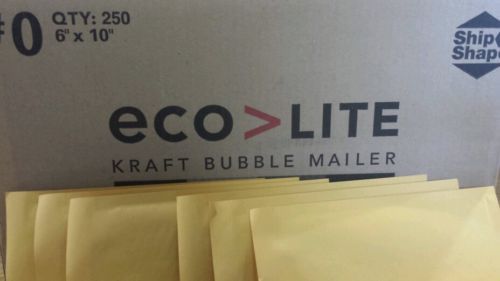 #0
QTY: 250
6" x 10"
Ship
Shape
eco>LITE
KRAFT BUBBLE MAILER